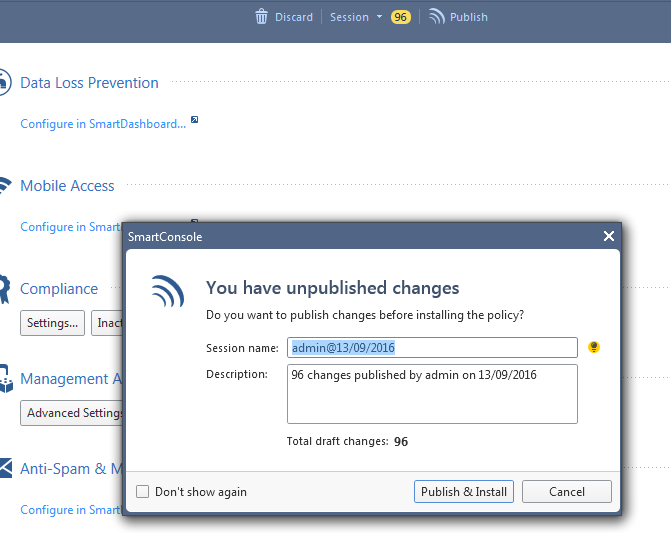 Discard Session 96 Publish
Data Loss Prevention
Configure in SmartDashboard...
Mobile Access
Configure in
SmartConsole
You have unpublished changes
Do you want to publish changes before installing the policy?
Compliance
Settings...
Session name: admin@13/09/2016
Description: 96 changes published by admin on 13/09/2016
Management
Advanced Settings
Total draft changes: 96
Anti-Spam &
Don't show again Publish & Install Cancel
Configure in